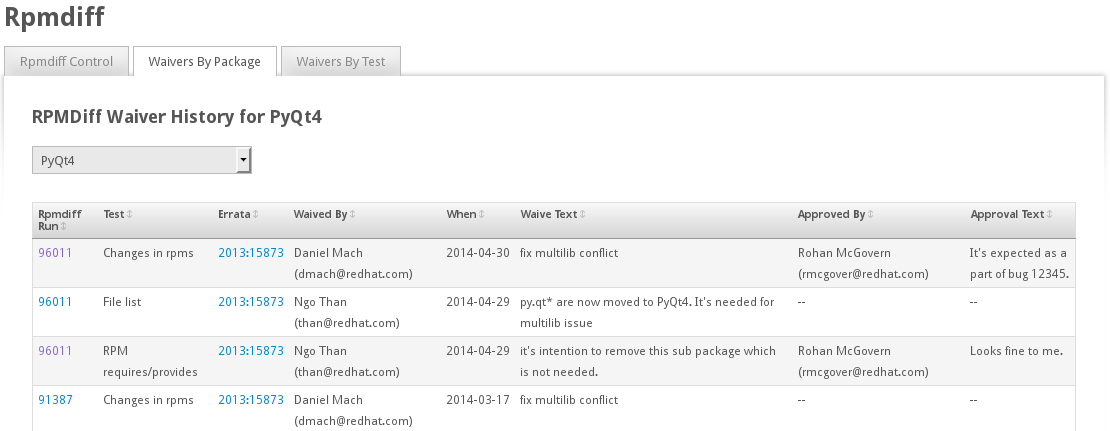 Rpmdiff
Rpmdiff Control Waivers By Package Waivers By Test
RPMDiff Waiver History for PyQt4
PyQt4
Rpmdiff Test Errata Waived By When Waive Text Approved By Approval Text
Run
96011 Changes in rpms 2013:15873 Daniel Mach 2014-04-30 fix multilib conflict Rohan McGovern It's expected as a
(dmach@redhat.com) (rmcgover@redhat.com) part of bug 12345.
96011 File list 2013:15873 Ngo Than 2014-04-29 py.qt* are now moved to PyQt4. It's needed for -- --
(than@redhat.com) multilib issue
96011 RPM 2013:15873 Ngo Than 2014-04-29 it's intention to remove this sub package which Rohan McGovern Looks fine to me.
requires/provides (than@redhat.com) is not needed. (rmcgover@redhat.com)
91387 Changes in rpms 2013:15873 Daniel Mach 2014-03-17 fix multilib conflict -- --
(dmach@redhat.com)